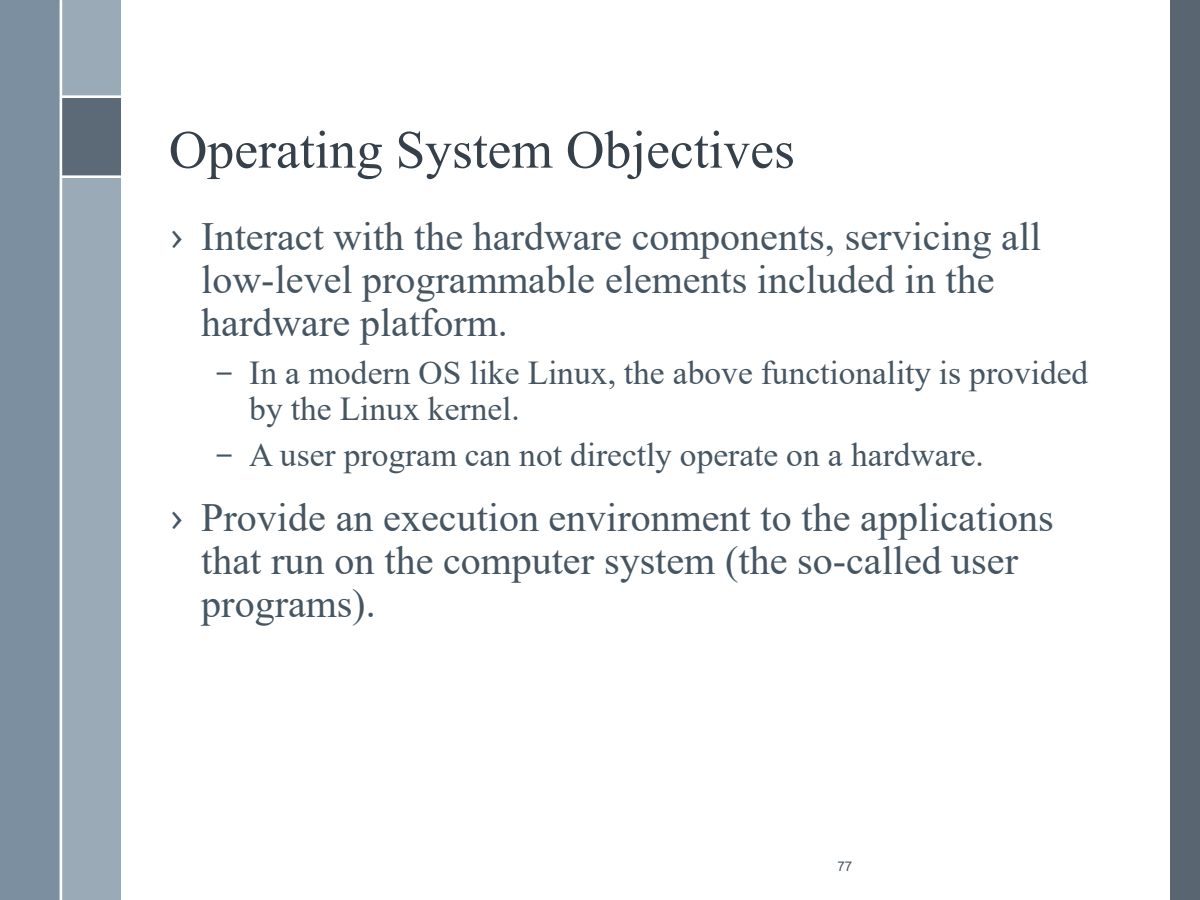 Operating System Objectives
› Interact with the hardware components, servicing all
low-level programmable elements included in the
hardware platform.
– In a modern OS like Linux, the above functionality is provided
by the Linux kernel.
– A user program can not directly operate on a hardware.
› Provide an execution environment to the applications
that run on the computer system (the so-called user
programs).
77